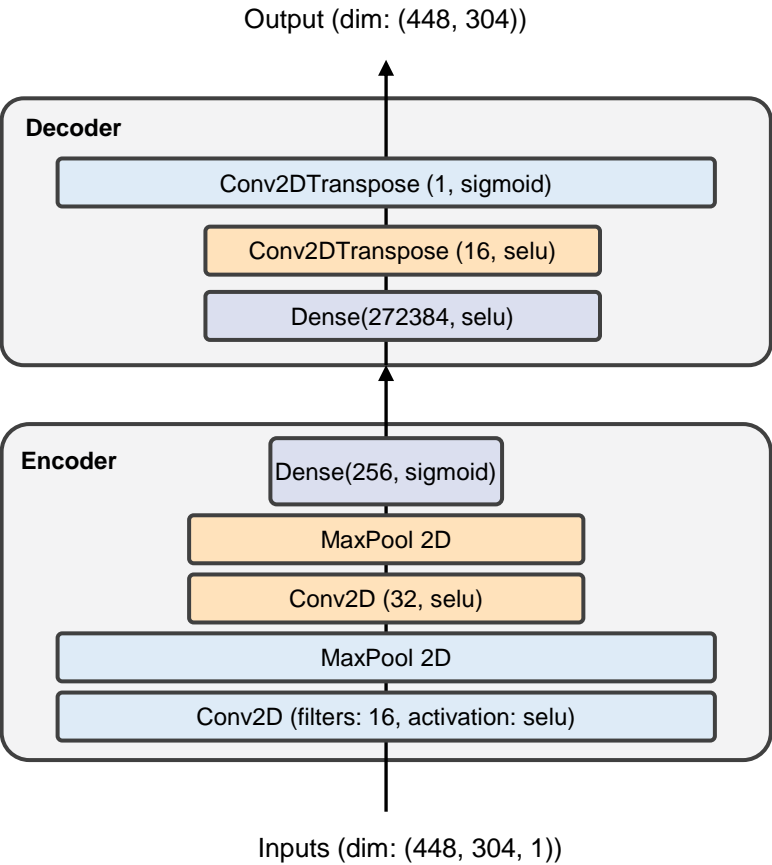 Output (dim: (448, 304))
Decoder
Conv2DTranspose (1, sigmoid)
Conv2DTranspose (16, selu)
Dense(272384, selu)
Encoder
Dense(256, sigmoid)
MaxPool 2D
Conv2D (32, selu)
MaxPool 2D
Conv2D (filters: 16, activation: selu)
Inputs (dim: (448, 304, 1))